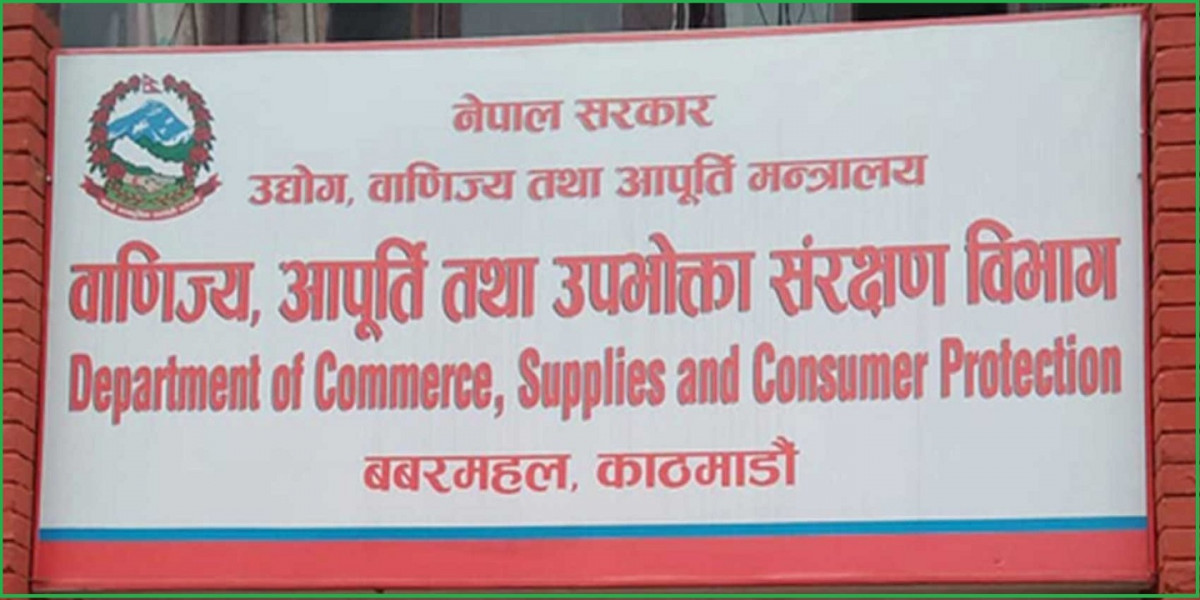 नेपाल सरकार
उद्योग, वाणिज्य तथा आपूर्ति मन्त्रालय
वाणिज्य, आपूर्ति तथा उपभोक्ता संरक्षण विभाग
Department of Commerce, Supplies and Consumer Protection
बबरमहल, काठमाडौं